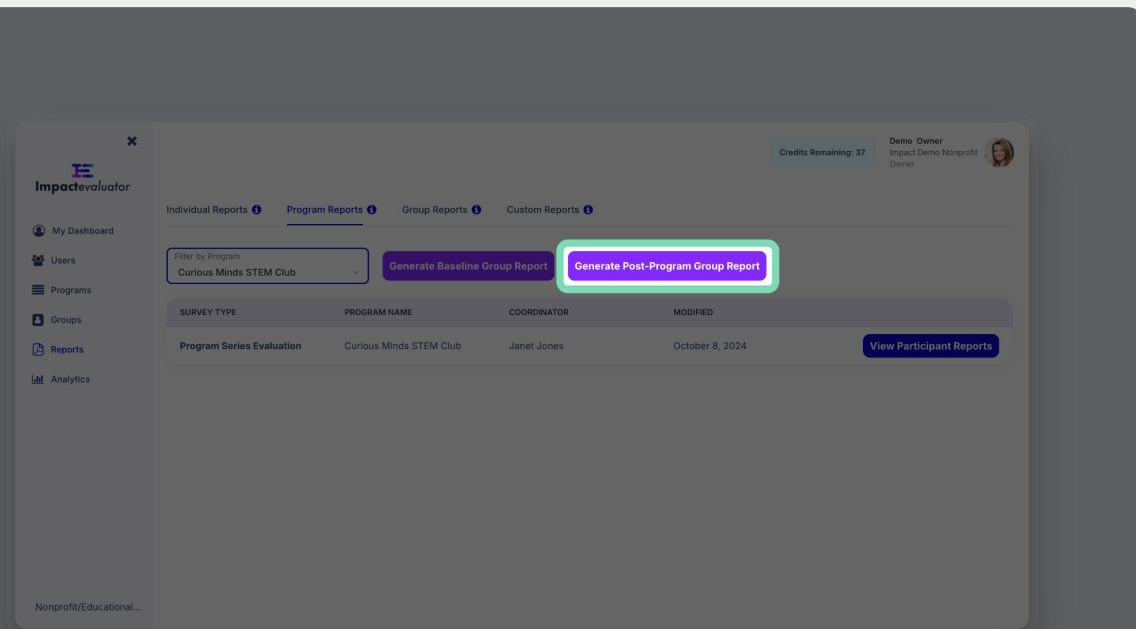 Impactevaluator
Credits Remaining: 37
Demo Owner
Impact Demo Nonprofit
Owner
Individual Reports Program Reports Group Reports Custom Reports
My Dashboard
Users
Programs
Groups
Reports
Analytics
Nonprofit/Educational...
Filter by Program
Curious Minds STEM Club
Generate Baseline Group Report Generate Post-Program Group Report
SURVEY TYPE PROGRAM NAME COORDINATOR MODIFIED
Program Series Evaluation Curious Minds STEM Club Janet Jones October 8, 2024 View Participant Reports